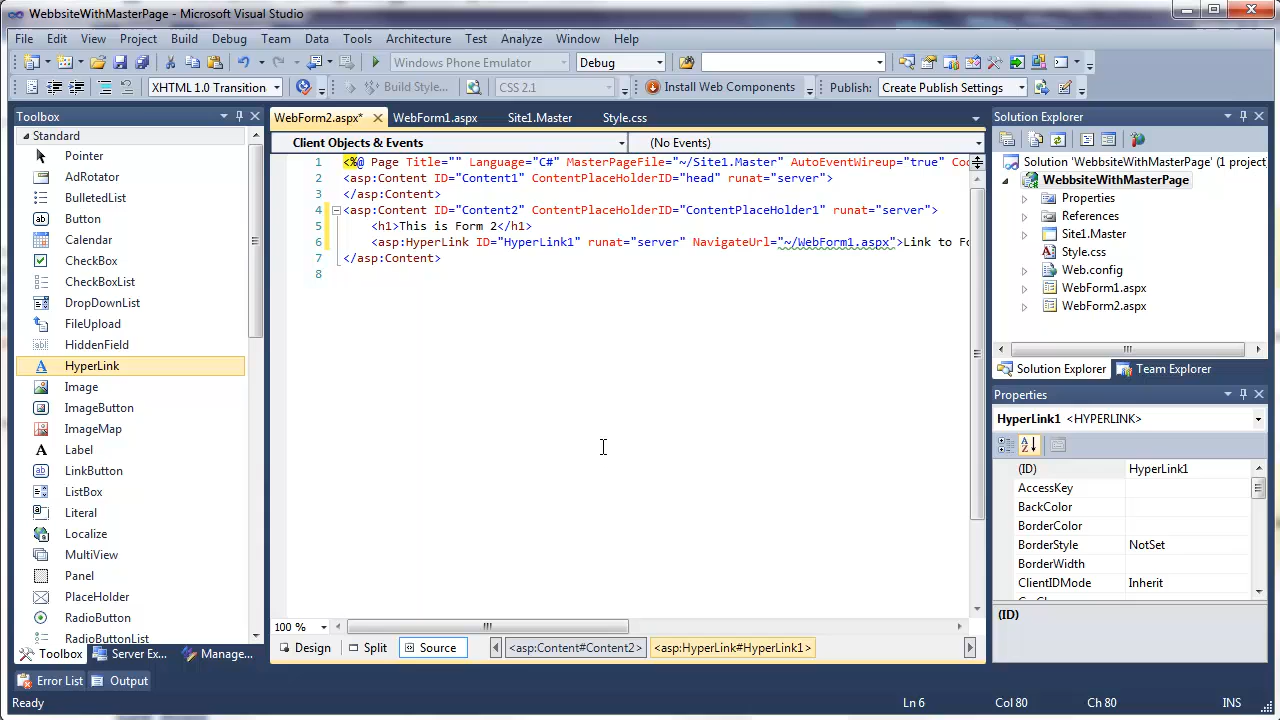 WebbsiteWithMasterPage - Microsoft Visual Studio
File Edit View Project Build Debug Team Data Tools Architecture Test Analyze Window Help
Windows Phone Emulator Debug
XHTML 1.0 Transition Build Style... CSS 2.1 Install Web Components Publish: Create Publish Settings
Toolbox
Standard
Pointer
AdRotator
BulletedList
Button
Calendar
CheckBox
CheckBoxList
DropDownList
FileUpload
HiddenField
HyperLink
Image
ImageButton
ImageMap
Label
LinkButton
ListBox
Literal
Localize
MultiView
Panel
PlaceHolder
RadioButton
RadioButtonList
Toolbox Server Ex... Manage...
WebForm2.aspx* WebForm1.aspx Site1.Master Style.css
Client Objects & Events (No Events)
1 <%@ Page Title="" Language="C#" MasterPageFile="~/Site1.Master" AutoEventWireup="true" Co
2 <asp:Content ID="Content1" ContentPlaceHolderID="head" runat="server">
3 </asp:Content>
4 <asp:Content ID="Content2" ContentPlaceHolderID="ContentPlaceHolder1" runat="server">
5 <h1>This is Form 2</h1>
6 <asp:HyperLink ID="HyperLink1" runat="server" NavigateUrl="~/WebForm1.aspx">Link to Fo
7 </asp:Content>
8
100 %
Design Split Source <asp:Content#Content2> <asp:HyperLink#HyperLink1>
Solution Explorer
Solution 'WebbsiteWithMasterPage' (1 project)
WebbsiteWithMasterPage
Properties
References
Site1.Master
Style.css
Web.config
WebForm1.aspx
WebForm2.aspx
Solution Explorer Team Explorer
Properties
HyperLink1 <HYPERLINK>
(ID) HyperLink1
AccessKey
BackColor
BorderColor
BorderStyle NotSet
BorderWidth
ClientIDMode Inherit
(ID)
Error List Output
Ready Ln 6 Col 80 Ch 80 INS